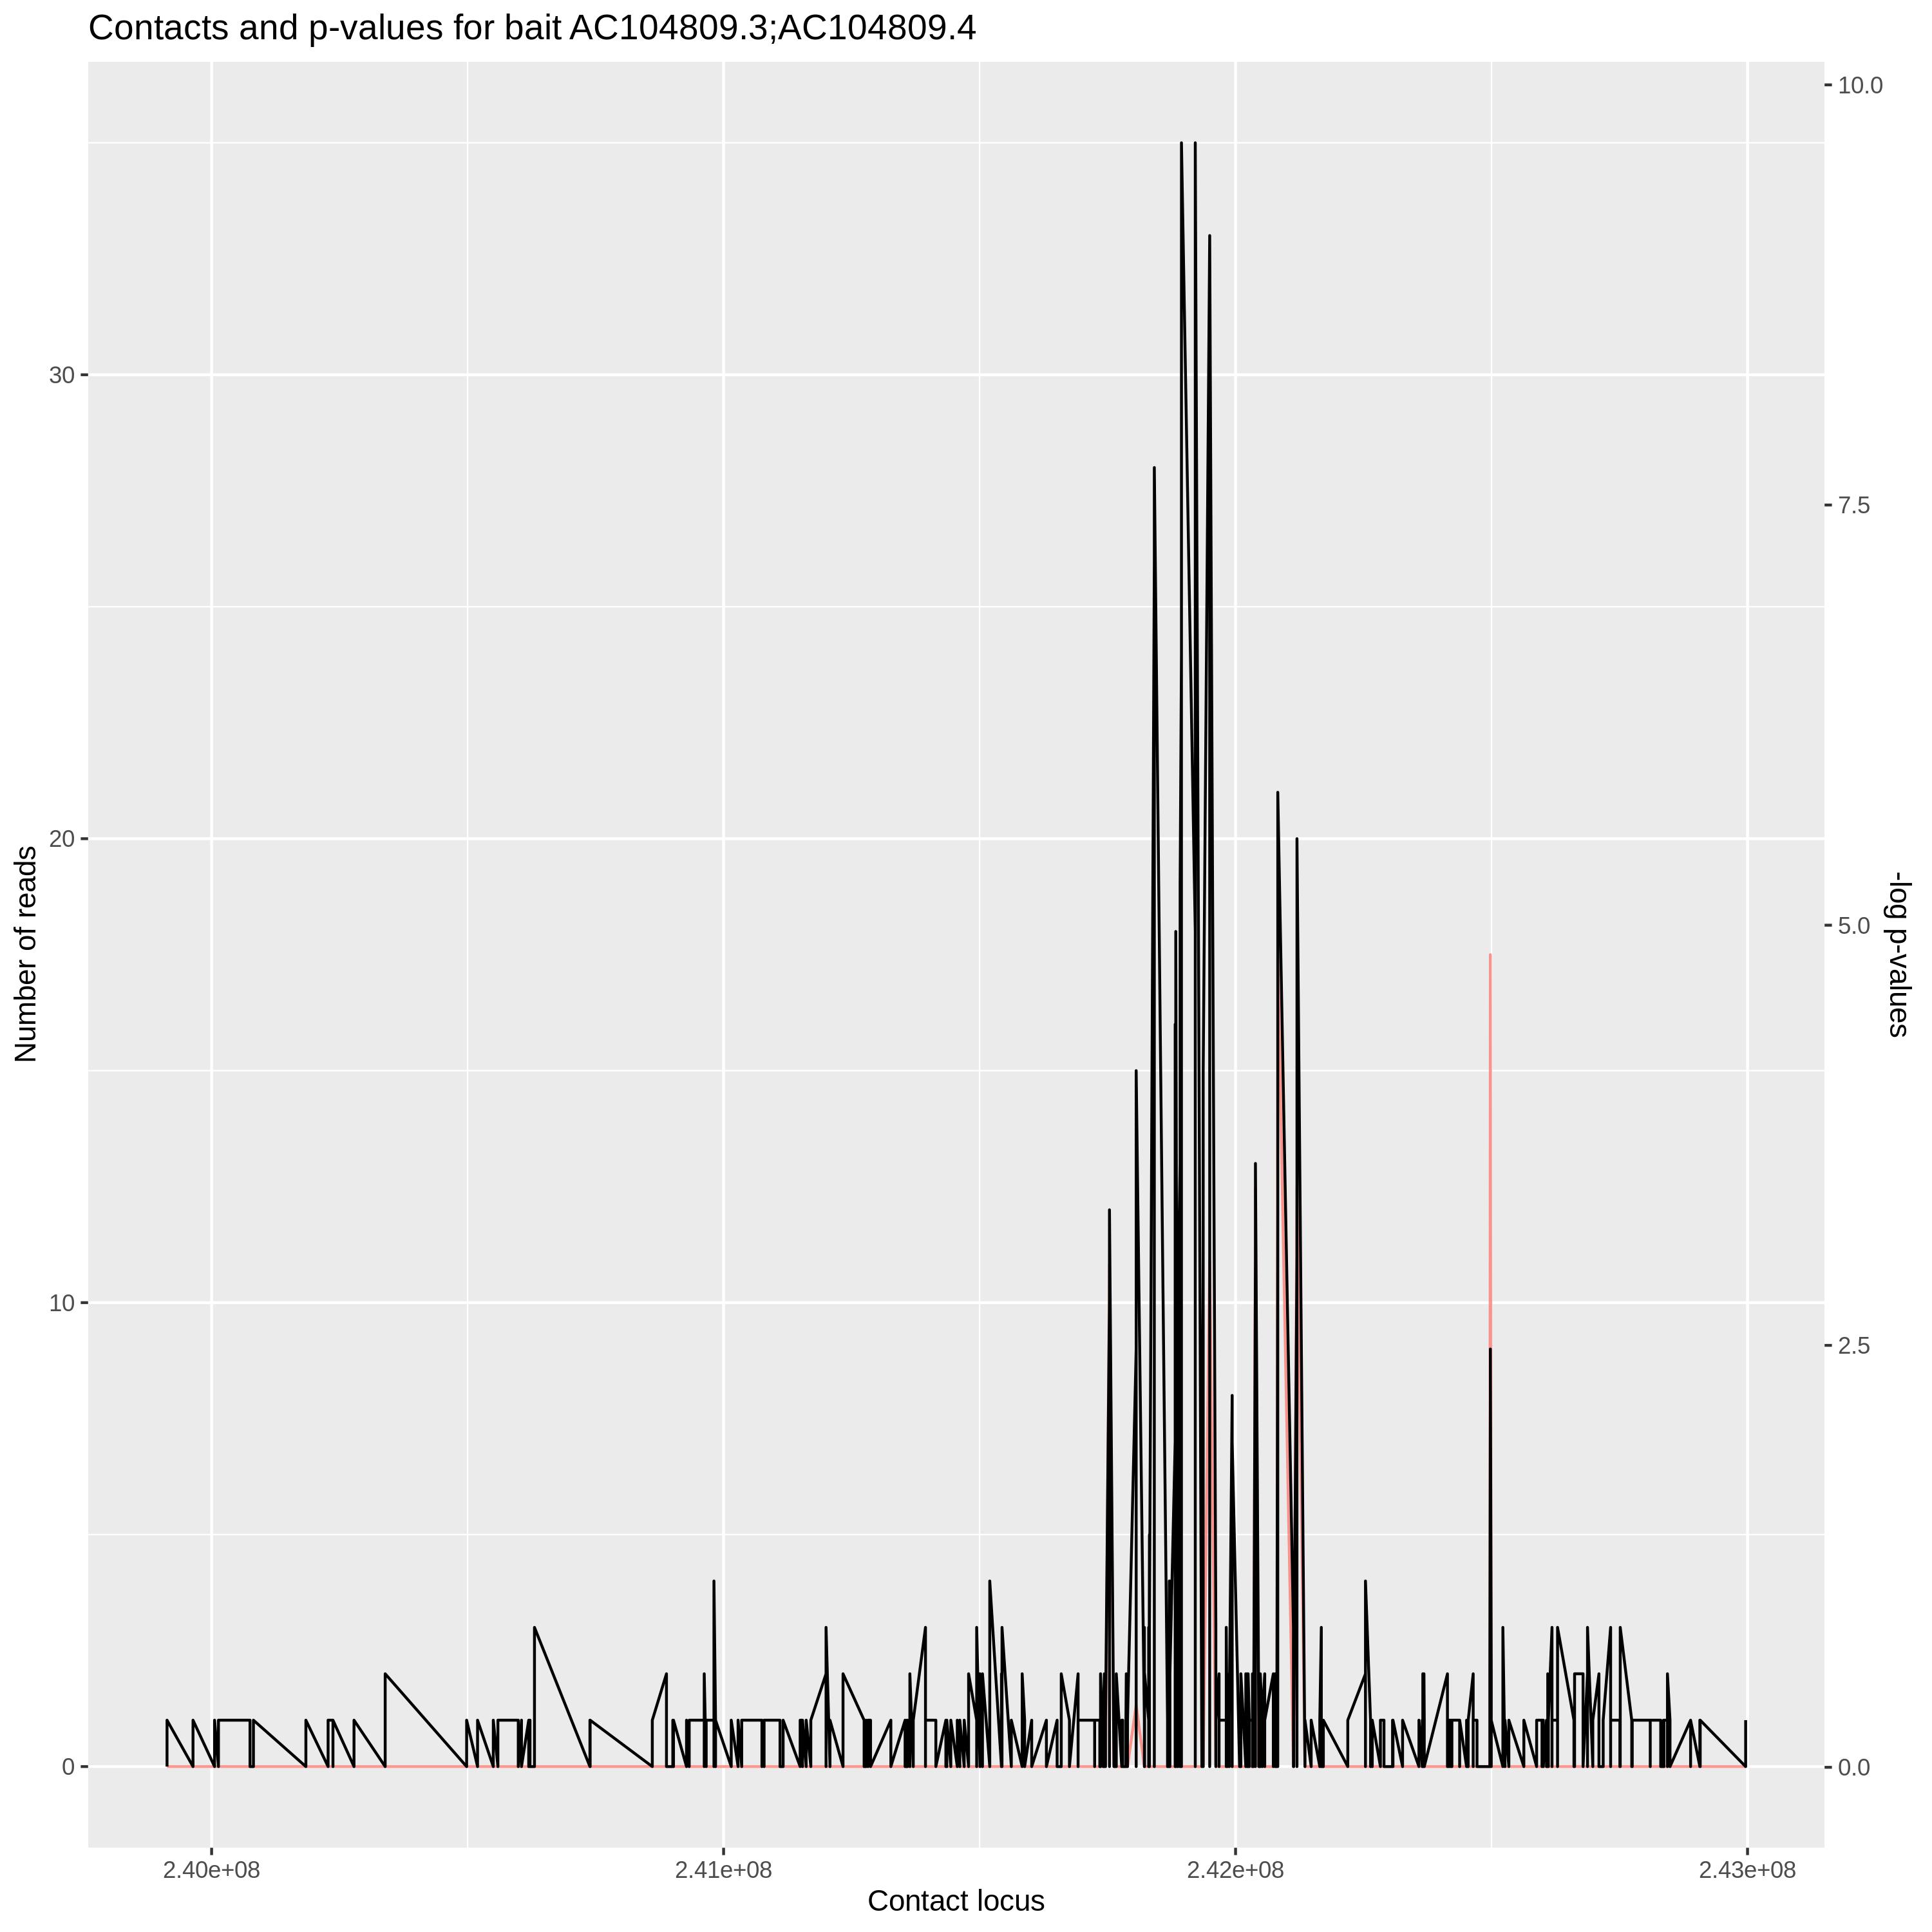 Contacts and p-values for bait AC104809.3;AC104809.4
10.0
30
7.5
20
5.0
Number of reads
-log p-values
10
2.5
0
0.0
2.40e+08
2.41e+08
2.42e+08
2.43e+08
Contact locus